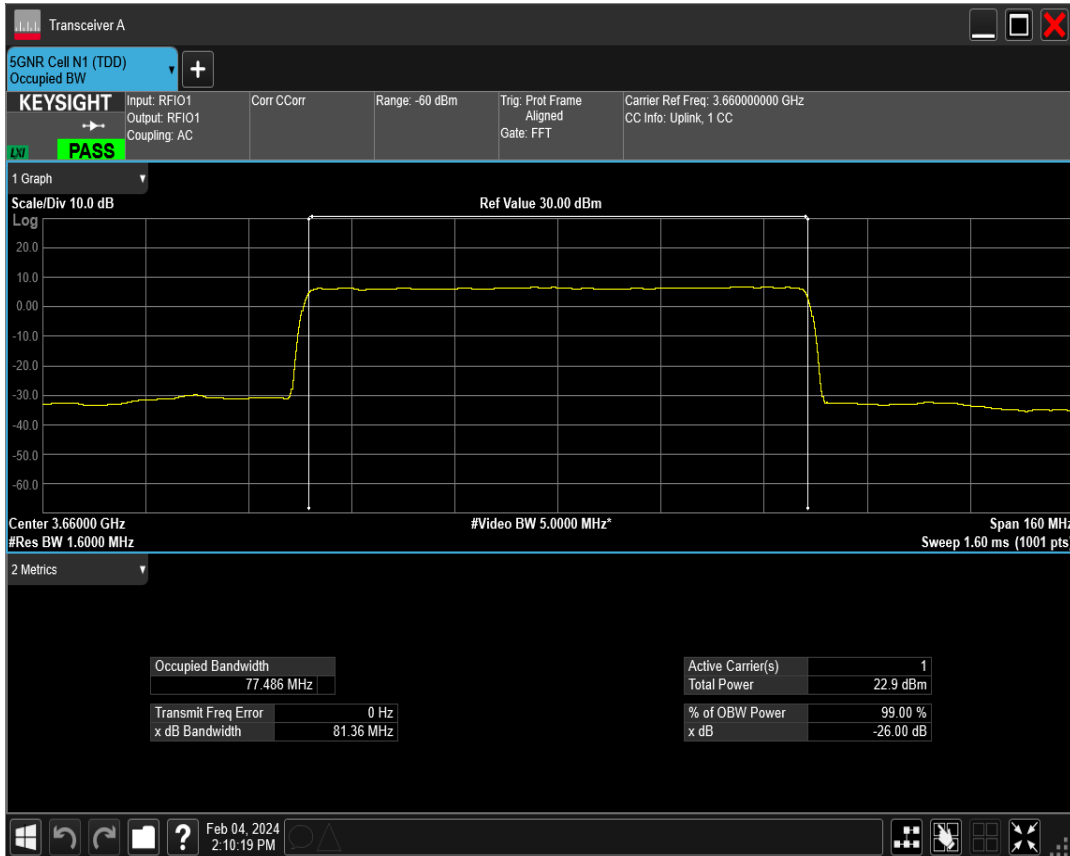 Transceiver A
5GNR Cell N1 (TDD)
Occupied BW
+
KEYSIGHT
LXI
PASS
Input: RFIO1
Output: RFIO1
Coupling: AC
Corr CCorr
Range: -60 dBm
Trig: Prot Frame
Aligned
Gate: FFT
Carrier Ref Freq: 3.660000000 GHz
CC Info: Uplink, 1 CC
1 Graph
Scale/Div 10.0 dB
Ref Value 30.00 dBm
Log
20.0
10.0
0.00
-10.0
-20.0
-30.0
-40.0
-50.0
-60.0
Center 3.66000 GHz
#Video BW 5.0000 MHz*
Span 160 MHz
#Res BW 1.6000 MHz
Sweep 1.60 ms (1001 pts)
2 Metrics
Occupied Bandwidth
77.486 MHz
Transmit Freq Error 0 Hz
x dB Bandwidth 81.36 MHz
Active Carrier(s) 1
Total Power 22.9 dBm
% of OBW Power 99.00 %
x dB -26.00 dB
?
Feb 04, 2024
2:10:19 PM